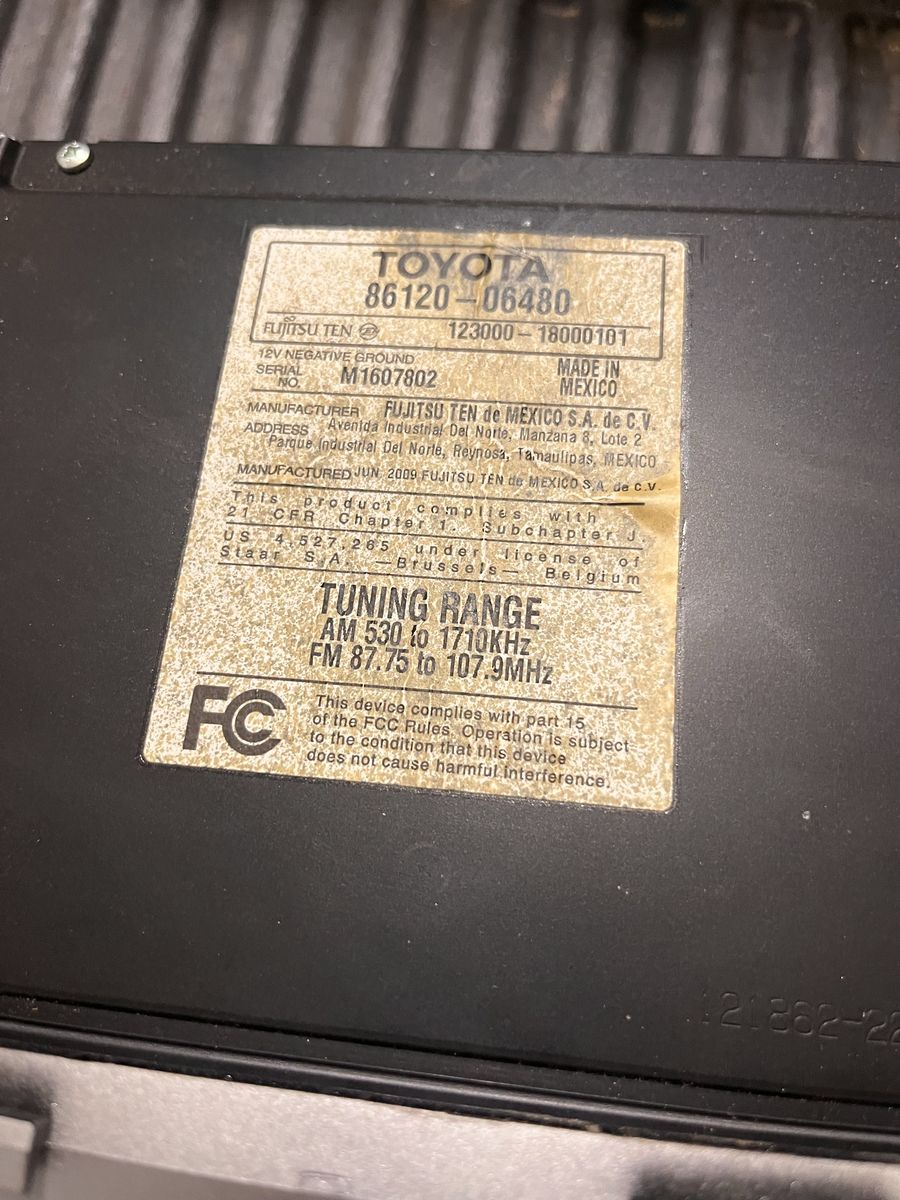 TOYOTA
86120-06480
FUJITSU TEN 123000-18000101
12V NEGATIVE GROUND
SERIAL NO. M1607802
MADE IN MEXICO
MANUFACTURER FUJITSU TEN de MEXICO S.A. de C.V.
ADDRESS Avenida Industrial Del Norte, Manzana 8, Lote 2
Parque Industrial Del Norte, Reynosa, Tamaulipas, MEXICO
MANUFACTURED JUN. 2009 FUJITSU TEN de MEXICO S.A. de C.V.
This product complies with
21 CFR Chapter 1. Subchapter J.
US 4,527,265 under license of
Staar S.A. —Brussels— Belgium
TUNING RANGE
AM 530 to 1710KHz
FM 87.75 to 107.9MHz
FC This device complies with part 15
of the FCC Rules. Operation is subject
to the condition that this device
does not cause harmful interference.